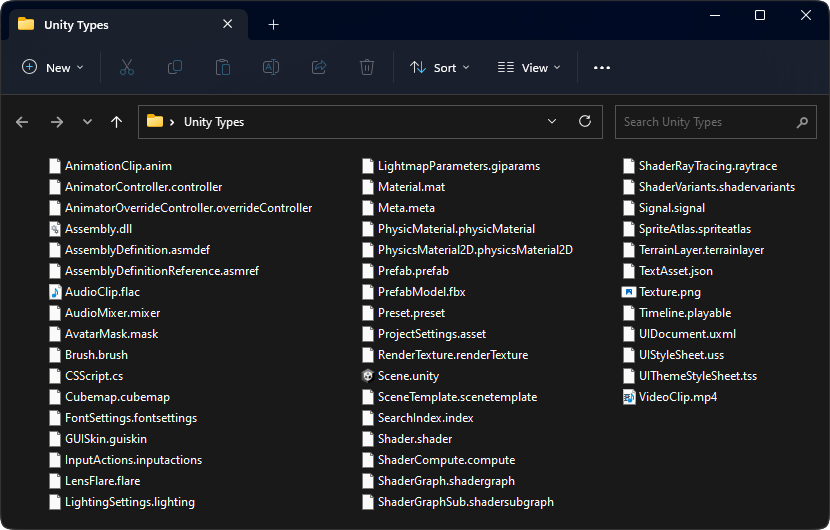 Unity Types
New
Sort
View
Unity Types
Search Unity Types
AnimationClip.anim
AnimatorController.controller
AnimatorOverrideController.overrideController
Assembly.dll
AssemblyDefinition.asmdef
AssemblyDefinitionReference.asmref
AudioClip.flac
AudioMixer.mixer
AvatarMask.mask
Brush.brush
CSScript.cs
Cubemap.cubemap
FontSettings.fontsettings
GUISkin.guiskin
InputActions.inputactions
LensFlare.flare
LightingSettings.lighting
LightmapParameters.giparams
Material.mat
Meta.meta
PhysicMaterial.physicMaterial
PhysicsMaterial2D.physicsMaterial2D
Prefab.prefab
PrefabModel.fbx
Preset.preset
ProjectSettings.asset
RenderTexture.renderTexture
Scene.unity
SceneTemplate.scenetemplate
SearchIndex.index
Shader.shader
ShaderCompute.compute
ShaderGraph.shadergraph
ShaderGraphSub.shadersubgraph
ShaderRayTracing.raytrace
ShaderVariants.shadervariants
Signal.signal
SpriteAtlas.spriteatlas
TerrainLayer.terrainlayer
TextAsset.json
Texture.png
Timeline.playable
UIDocument.uxml
UIStyleSheet.uss
UIThemeStyleSheet.tss
VideoClip.mp4